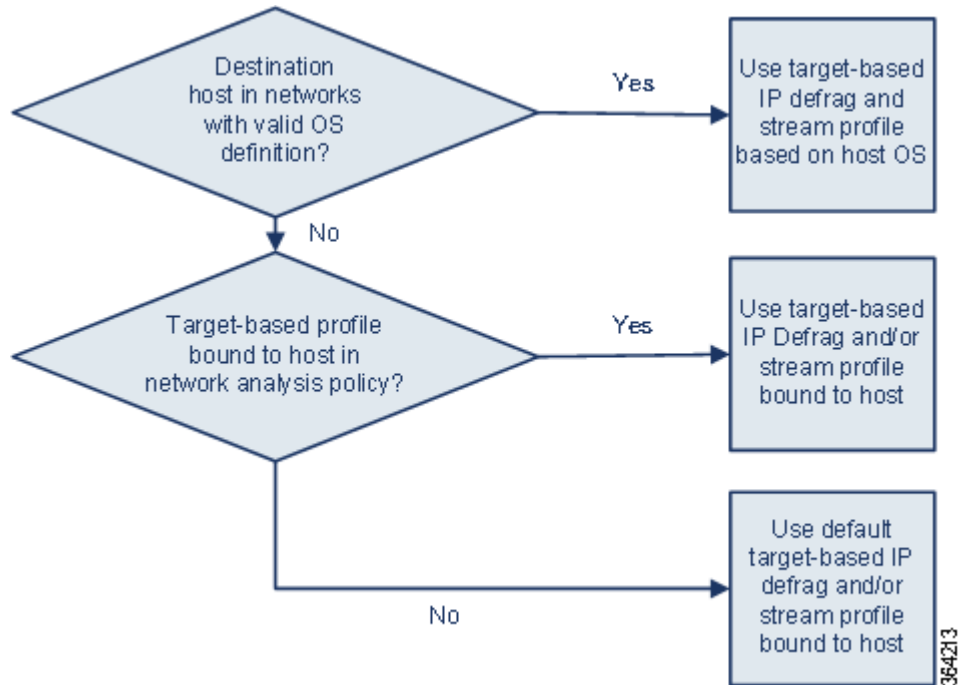 Destination
host in networks
with valid OS
definition?
Yes
Use target-based
IP defrag and
stream profile
based on host OS
No
Target-based profile
bound to host in
network analysis policy?
Yes
Use target-based
IP Defrag and/or
stream profile
bound to host
No
Use default
target-based IP
defrag and/or
stream profile
bound to host
364213